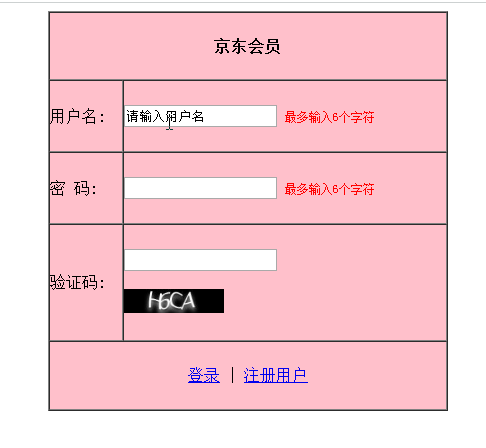 京东会员
用户名: 请输入用户名 最多输入6个字符
密 码: 最多输入6个字符
验证码:
H6CA
登录 | 注册用户